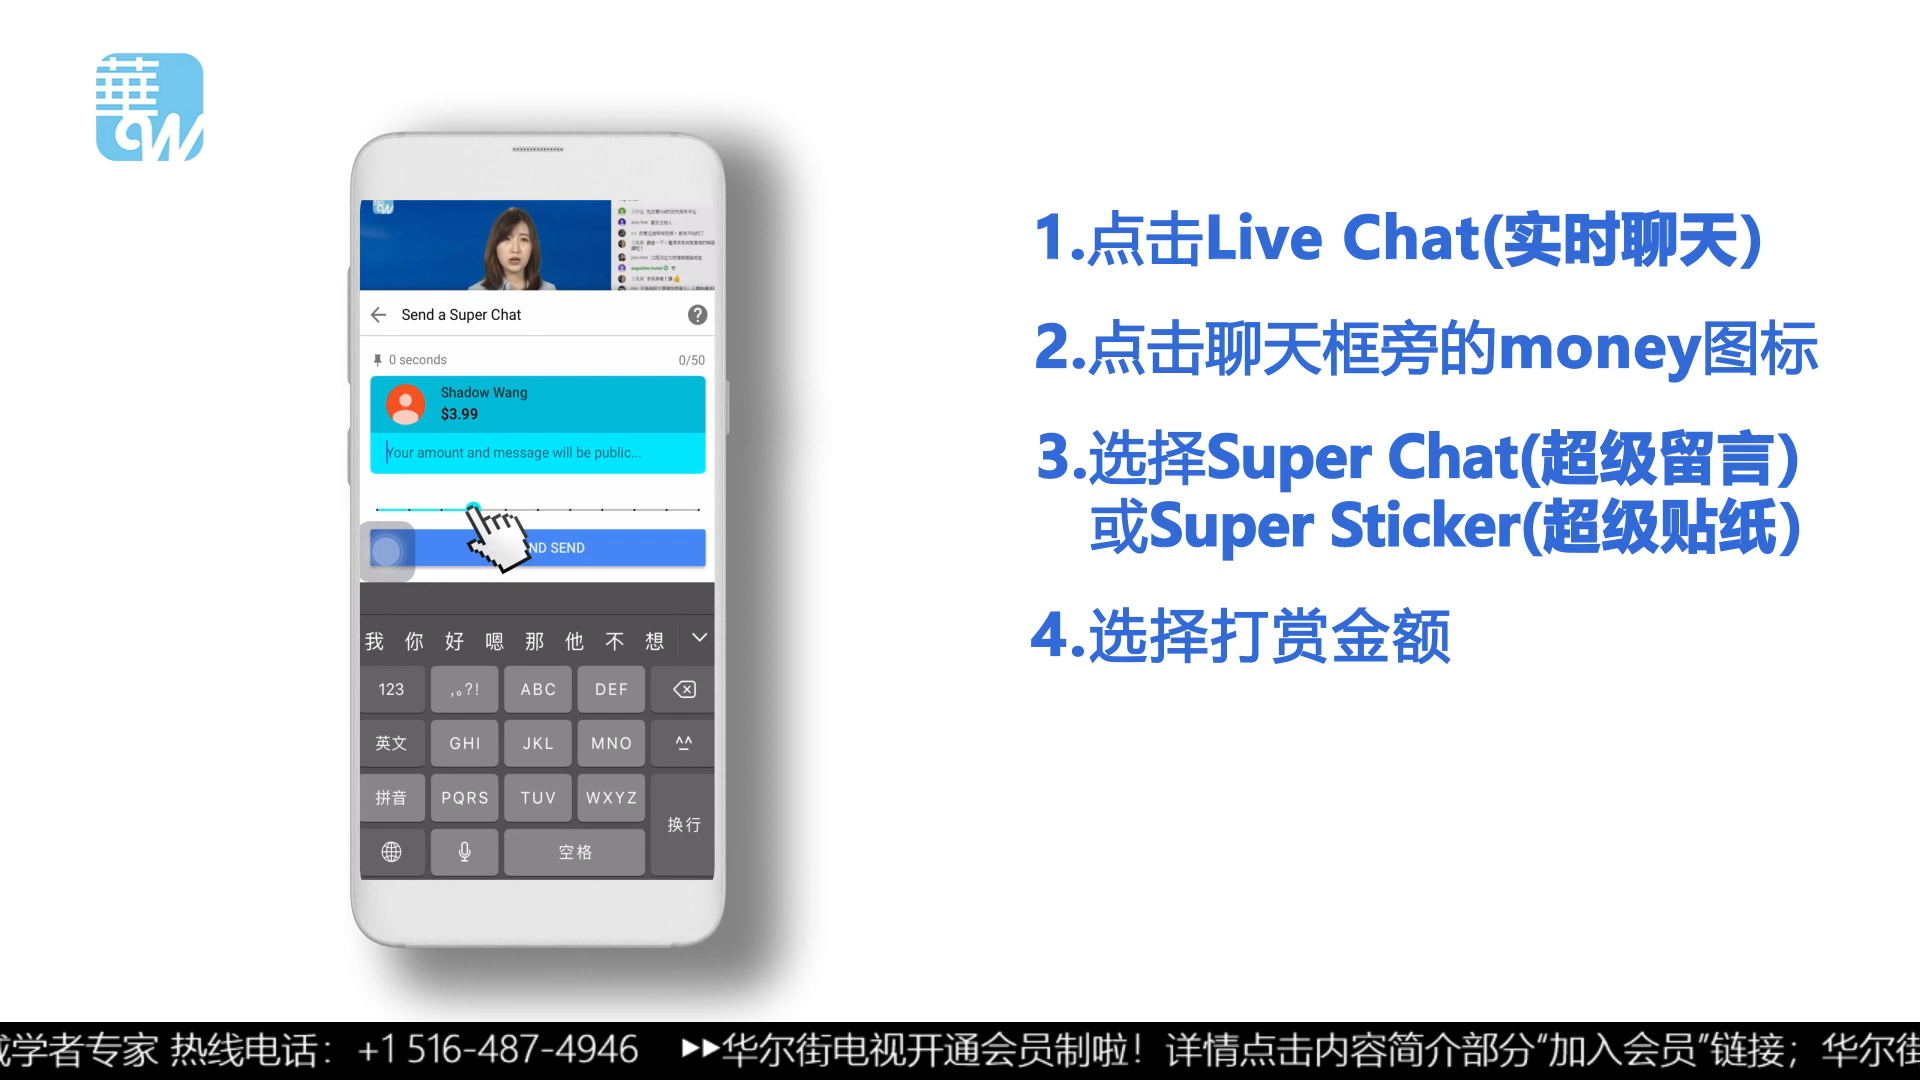 華
W
1.点击Live Chat(实时聊天)
2.点击聊天框旁的money图标
3.选择Super Chat(超级留言)
或Super Sticker(超级贴纸)
4.选择打赏金额
Send a Super Chat
0 seconds 0/50
Shadow Wang
$3.99
Your amount and message will be public...
ND SEND
我 你 好 嗯 那 他 不 想
123 ,。?! ABC DEF
英文 GHI JKL MNO ^^
拼音 PQRS TUV WXYZ
换行
空格
学者专家 热线电话：+1 516-487-4946 ▶▶华尔街电视开通会员制啦！详情点击内容简介部分“加入会员”链接；华尔街